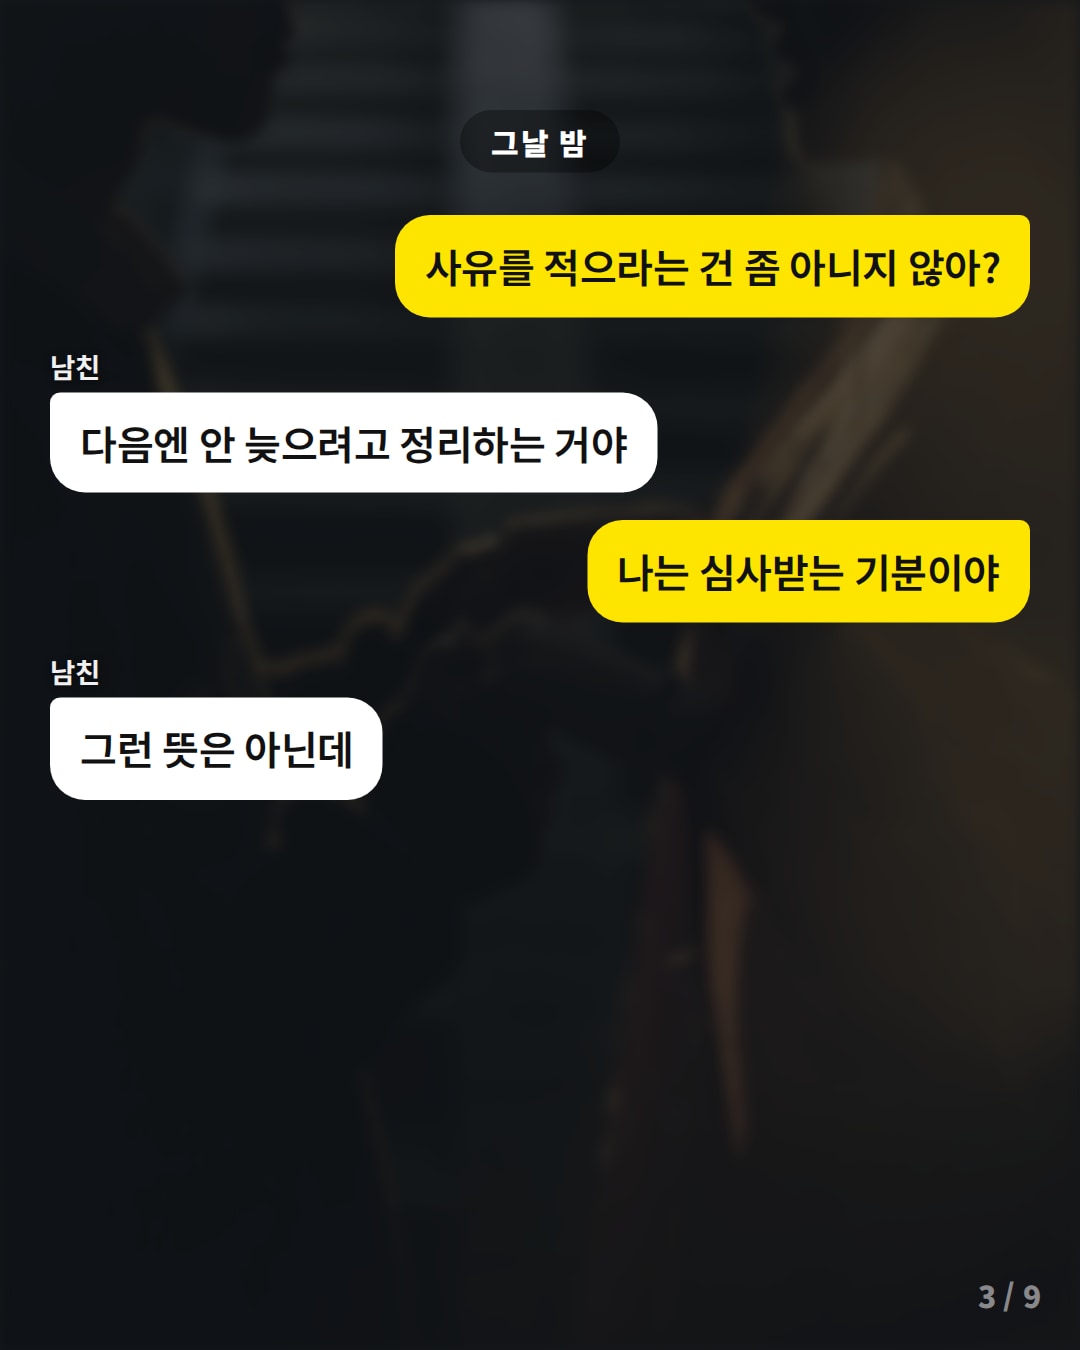 그날 밤
사유를 적으라는 건 좀 아니지 않아?
남친
다음엔 안 늦으려고 정리하는 거야
나는 심사받는 기분이야
남친
그런 뜻은 아닌데
3 / 9